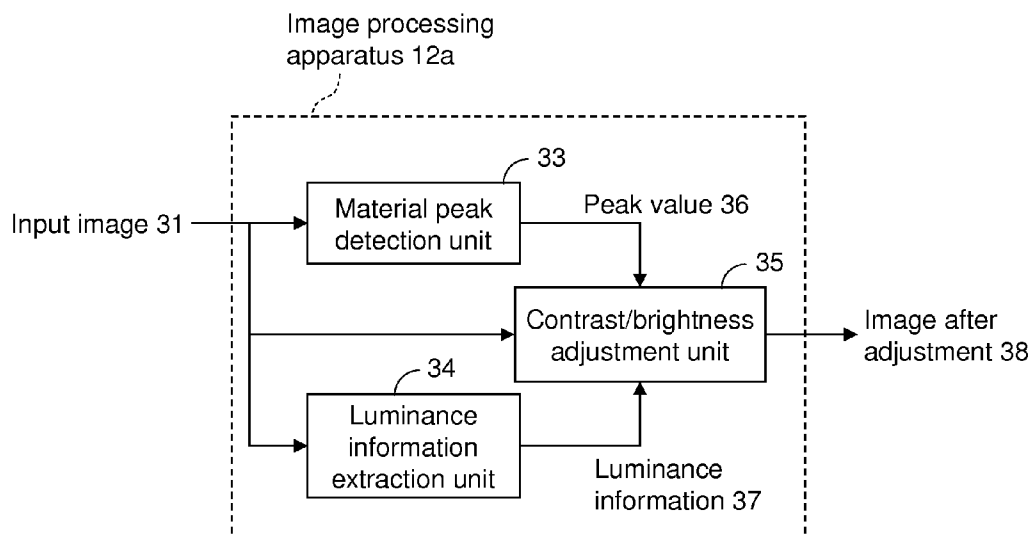 Image processing
apparatus 12a
33
Input image 31
Material peak
detection unit
Peak value 36
35
Contrast/brightness
adjustment unit
Image after
adjustment 38
34
Luminance
information
extraction unit
Luminance
information 37